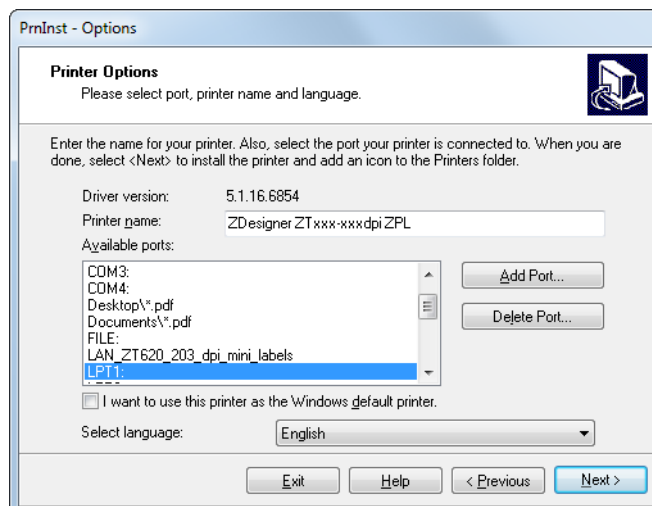 PrnInst - Options
Printer Options
Please select port, printer name and language.
Enter the name for your printer. Also, select the port your printer is connected to. When you are
done, select <Next> to install the printer and add an icon to the Printers folder.
Driver version: 5.1.16.6854
Printer name: ZDesigner ZTxxx-xxxdpi ZPL
Available ports:
COM3:
COM4:
Desktop\*.pdf
Documents\*.pdf
FILE:
LAN_ZT620_203_dpi_mini_labels
LPT1:
Add Port...
Delete Port...
I want to use this printer as the Windows default printer.
Select language: English
Exit Help < Previous Next >